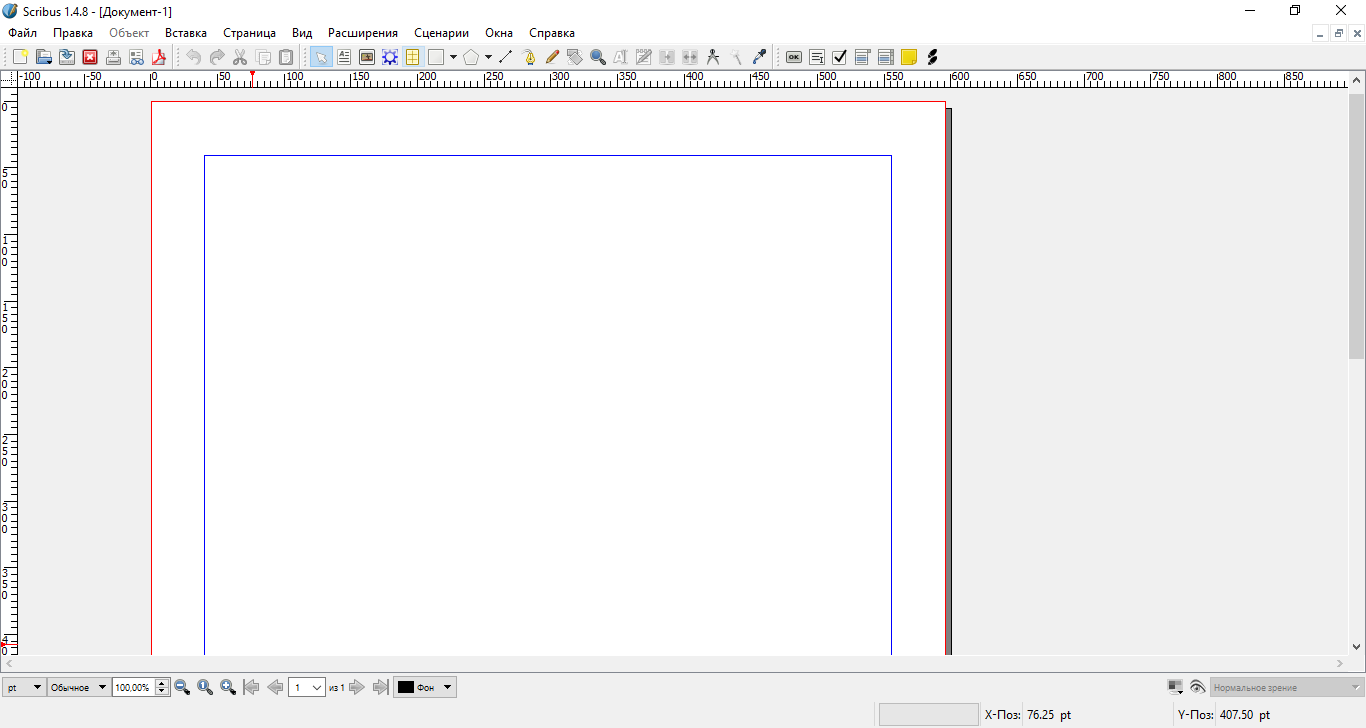 Scribus 1.4.8 - [Документ-1]
Файл Правка Объект Вставка Страница Вид Расширения Сценарии Окна Справка
OK
-100 -50 0 50 100 150 200 250 300 350 400 450 500 550 600 650 700 750 800 850
0
50
100
150
200
250
300
350
40
pt Обычное 100,00% 1 из 1 Фон Нормальное зрение
X-Поз: 76.25 pt Y-Поз: 407.50 pt